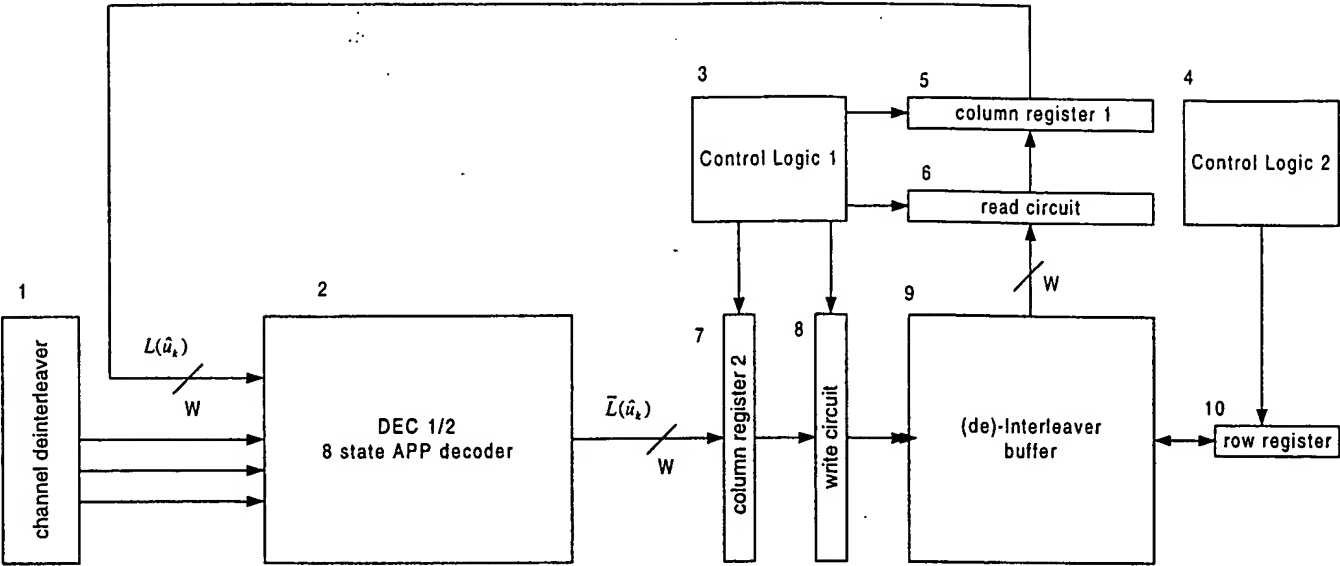 3
5
4
column register 1
Control Logic 1
Control Logic 2
6
read circuit
W
1
2
9
7
8
L(û_k)
W
channel deinterleaver
DEC 1/2
8 state APP decoder
L̄(û_k)
W
column register 2
write circuit
(de)-Interleaver
buffer
10
row register